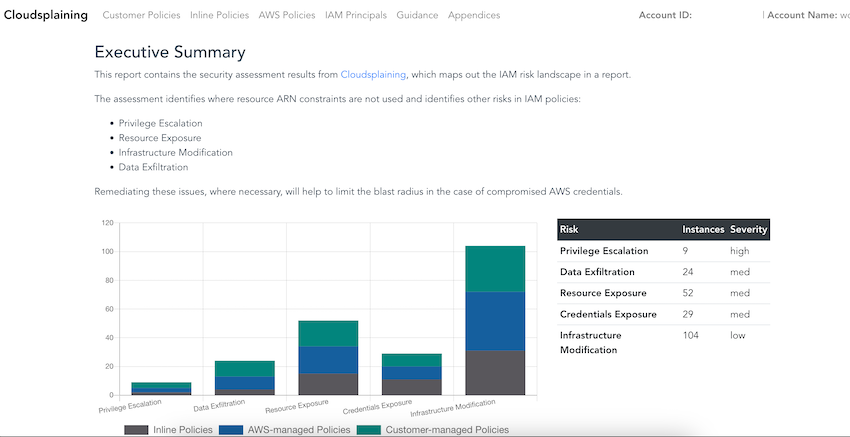 Cloudsplaining Customer Policies Inline Policies AWS Policies IAM Principals Guidance Appendices Account ID: | Account Name: wo
Executive Summary
This report contains the security assessment results from Cloudsplaining, which maps out the IAM risk landscape in a report.
The assessment identifies where resource ARN constraints are not used and identifies other risks in IAM policies:
• Privilege Escalation
• Resource Exposure
• Infrastructure Modification
• Data Exfiltration
Remediating these issues, where necessary, will help to limit the blast radius in the case of compromised AWS credentials.
120
100
80
60
40
20
0
Privilege Escalation
Data Exfiltration
Resource Exposure
Credentials Exposure
Infrastructure Modification
Inline Policies AWS-managed Policies Customer-managed Policies
Risk Instances Severity
Privilege Escalation 9 high
Data Exfiltration 24 med
Resource Exposure 52 med
Credentials Exposure 29 med
Infrastructure 104 low
Modification